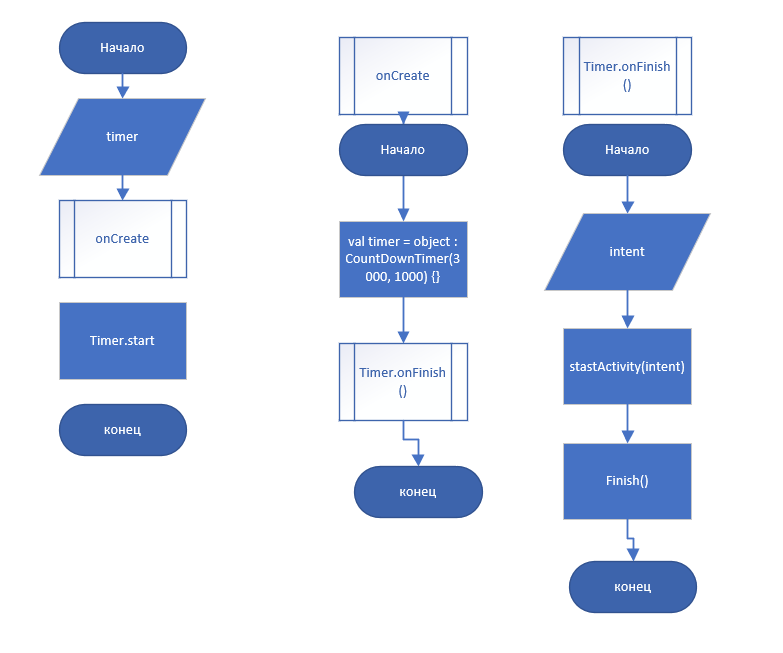 Начало
timer
onCreate
Timer.start
конец
onCreate
Начало
val timer = object :
CountDownTimer(3
000, 1000) {}
Timer.onFinish
()
конец
Timer.onFinish
()
Начало
intent
stastActivity(intent)
Finish()
конец